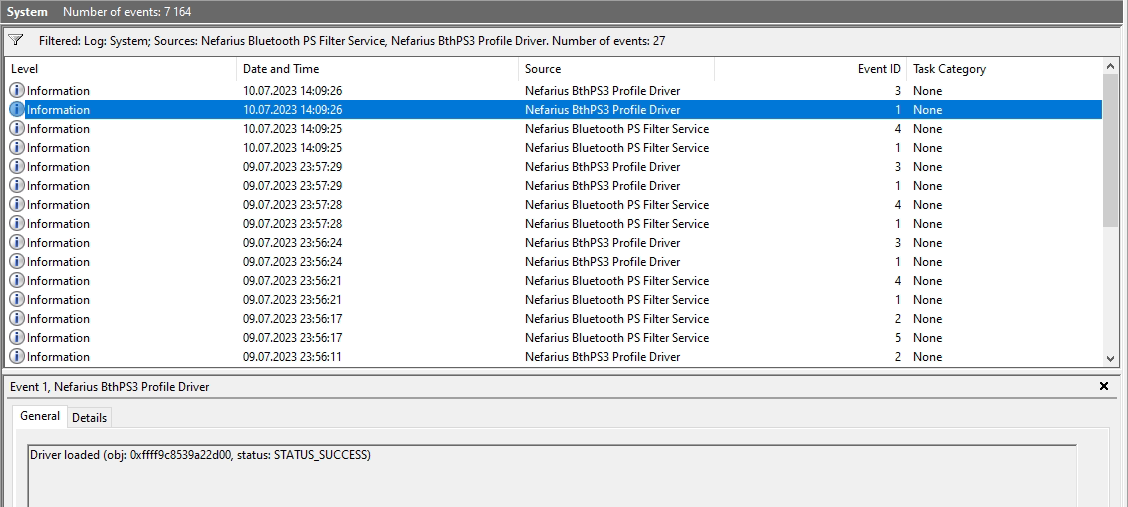 System Number of events: 7 164
Filtered: Log: System; Sources: Nefarius Bluetooth PS Filter Service, Nefarius BthPS3 Profile Driver. Number of events: 27
Level Date and Time Source Event ID Task Category
Information 10.07.2023 14:09:26 Nefarius BthPS3 Profile Driver 3 None
Information 10.07.2023 14:09:26 Nefarius BthPS3 Profile Driver 1 None
Information 10.07.2023 14:09:25 Nefarius Bluetooth PS Filter Service 4 None
Information 10.07.2023 14:09:25 Nefarius Bluetooth PS Filter Service 1 None
Information 09.07.2023 23:57:29 Nefarius BthPS3 Profile Driver 3 None
Information 09.07.2023 23:57:29 Nefarius BthPS3 Profile Driver 1 None
Information 09.07.2023 23:57:28 Nefarius Bluetooth PS Filter Service 4 None
Information 09.07.2023 23:57:28 Nefarius Bluetooth PS Filter Service 1 None
Information 09.07.2023 23:56:24 Nefarius BthPS3 Profile Driver 3 None
Information 09.07.2023 23:56:24 Nefarius BthPS3 Profile Driver 1 None
Information 09.07.2023 23:56:21 Nefarius Bluetooth PS Filter Service 4 None
Information 09.07.2023 23:56:21 Nefarius Bluetooth PS Filter Service 1 None
Information 09.07.2023 23:56:17 Nefarius Bluetooth PS Filter Service 2 None
Information 09.07.2023 23:56:17 Nefarius Bluetooth PS Filter Service 5 None
Information 09.07.2023 23:56:11 Nefarius BthPS3 Profile Driver 2 None
Event 1, Nefarius BthPS3 Profile Driver
General Details
Driver loaded (obj: 0xffff9c8539a22d00, status: STATUS_SUCCESS)